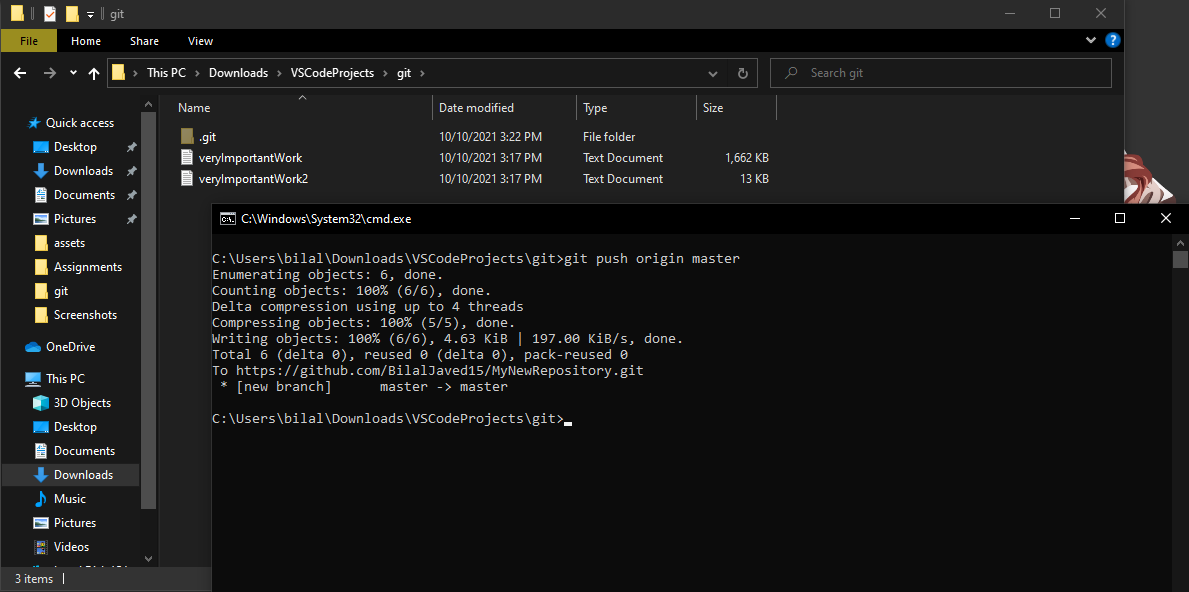 git
File Home Share View
This PC > Downloads > VSCodeProjects > git >
Search git
Name Date modified Type Size
.git 10/10/2021 3:22 PM File folder
veryImportantWork 10/10/2021 3:17 PM Text Document 1,662 KB
veryImportantWork2 10/10/2021 3:17 PM Text Document 13 KB
Quick access
Desktop
Downloads
Documents
Pictures
assets
Assignments
git
Screenshots
OneDrive
This PC
3D Objects
Desktop
Documents
Downloads
Music
Pictures
Videos
3 items
C:\Windows\System32\cmd.exe
C:\Users\bilal\Downloads\VSCodeProjects\git>git push origin master
Enumerating objects: 6, done.
Counting objects: 100% (6/6), done.
Delta compression using up to 4 threads
Compressing objects: 100% (5/5), done.
Writing objects: 100% (6/6), 4.63 KiB | 197.00 KiB/s, done.
Total 6 (delta 0), reused 0 (delta 0), pack-reused 0
To https://github.com/BilalJaved15/MyNewRepository.git
 * [new branch]      master -> master
C:\Users\bilal\Downloads\VSCodeProjects\git>